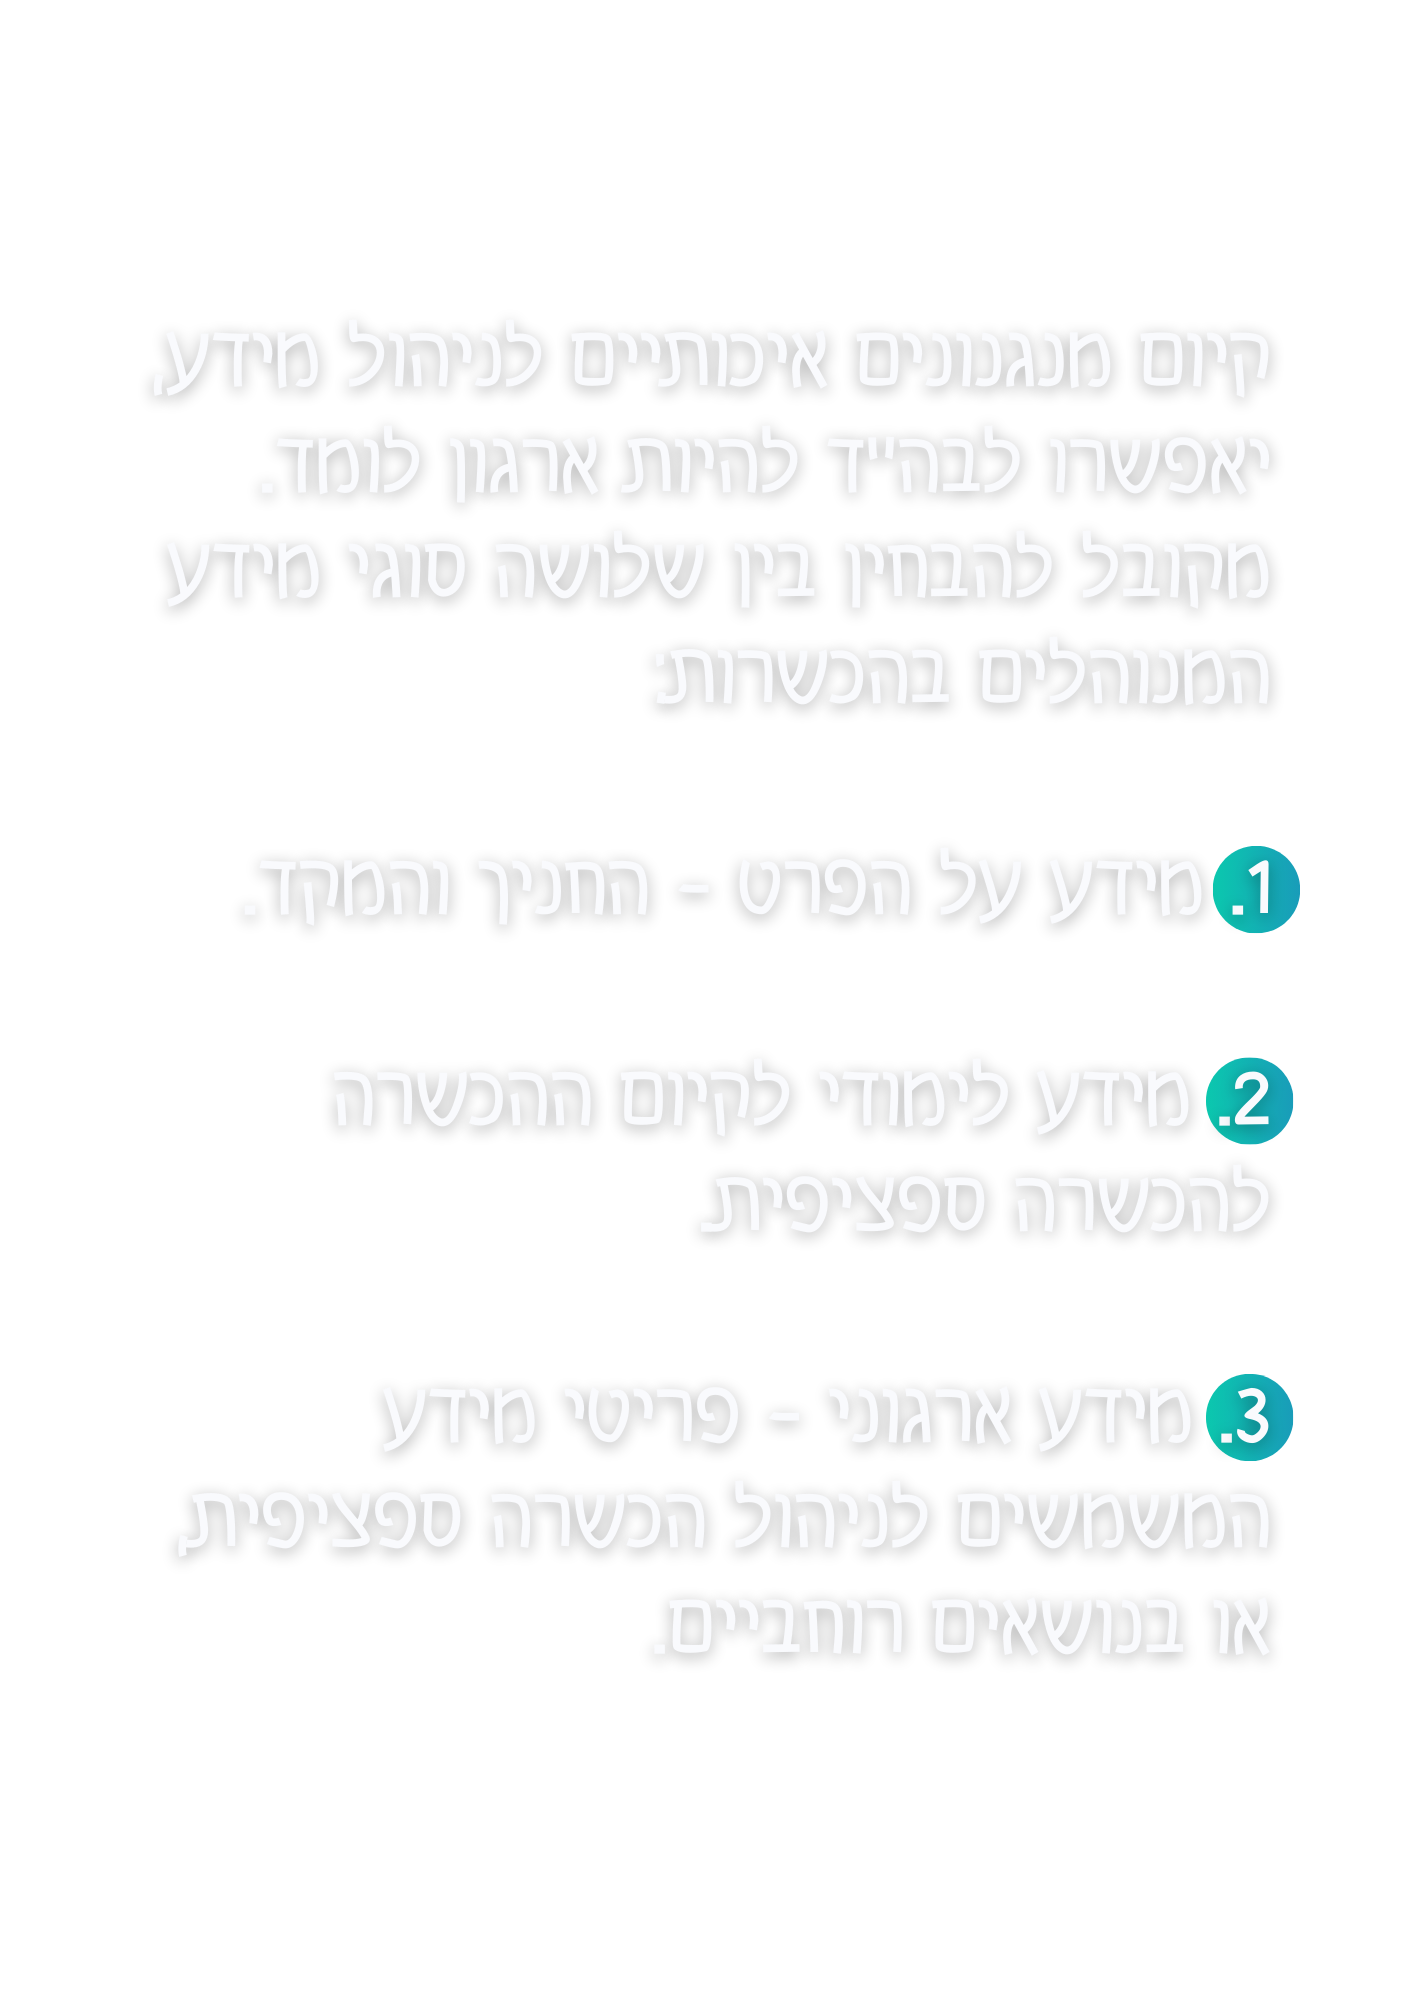 קיום מנגנונים איכותיים לניהול מידע,
יאפשרו לבה"ד להיות ארגון לומד.
מקובל להבחין בין שלושה סוגי מידע
המנוהלים בהכשרות:
1. מידע על הפרט - החניך והמקד.
2. מידע לימודי לקיום ההכשרה
להכשרה ספציפית.
3. מידע ארגוני - פריטי מידע
המשמשים לניהול הכשרה ספציפית,
או בנושאים רוחביים.